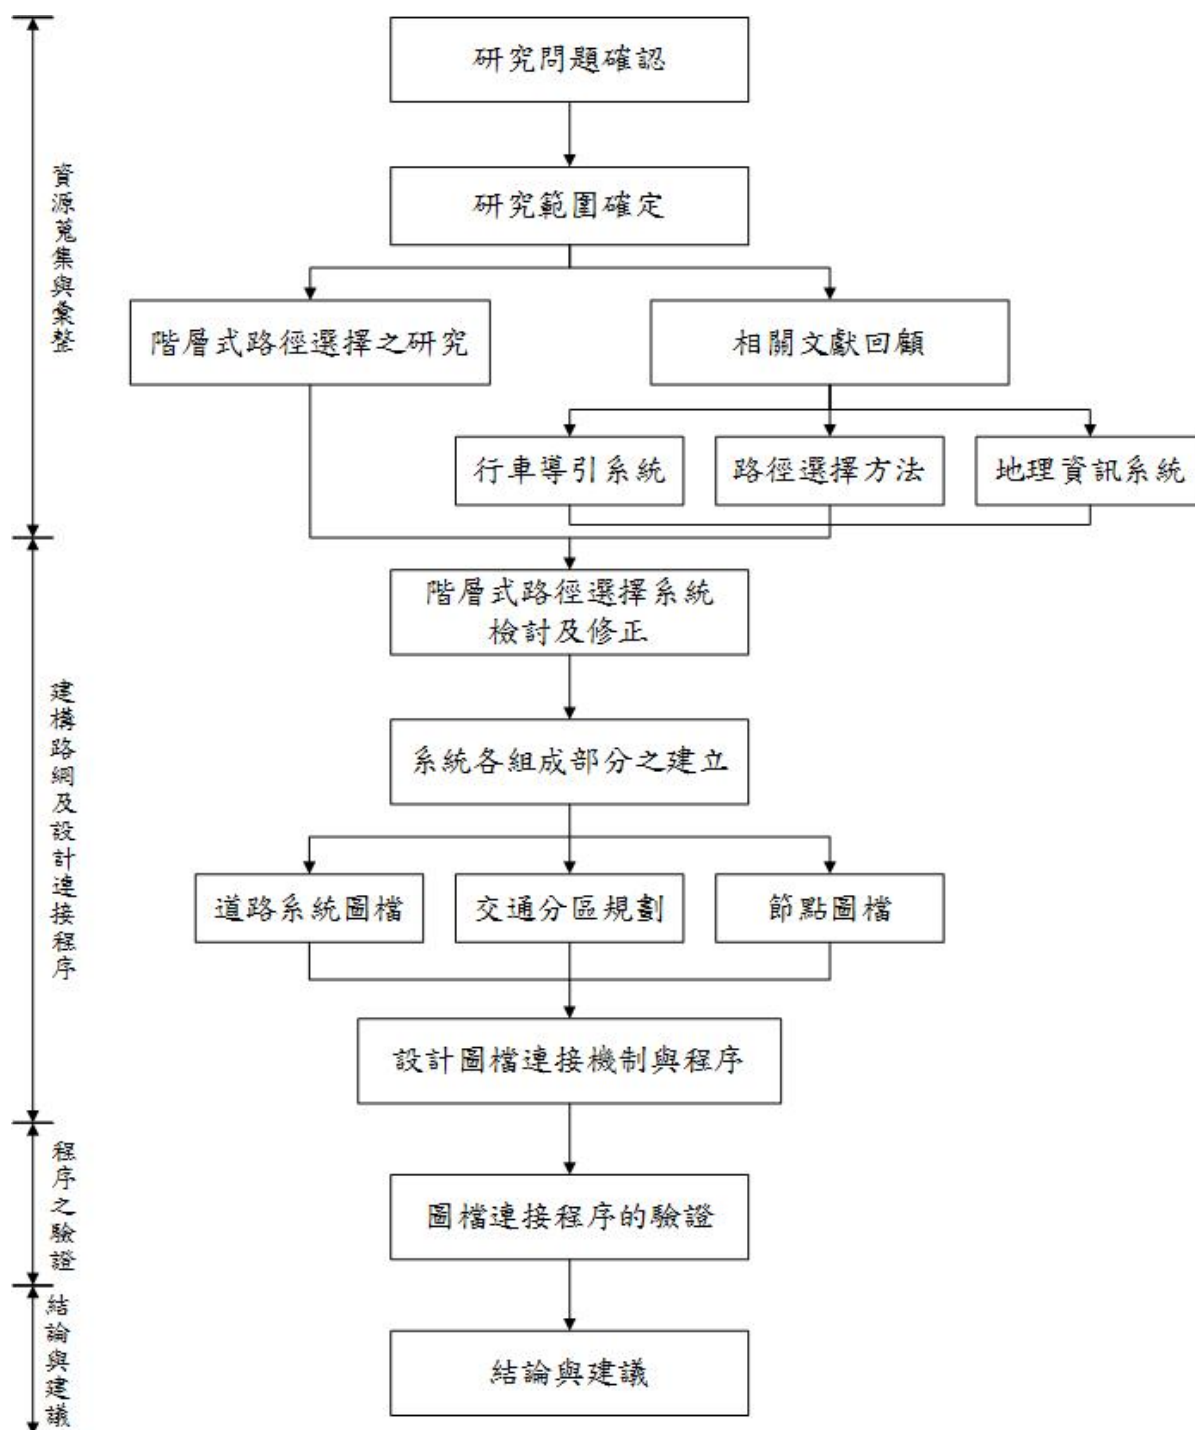 研究問題確認
研究範圍確定
階層式路徑選擇之研究
相關文獻回顧
行車導引系統
路徑選擇方法
地理資訊系統
資源蒐集與彙整
階層式路徑選擇系統
檢討及修正
系統各組成部分之建立
道路系統圖檔
交通分區規劃
節點圖檔
設計圖檔連接機制與程序
建構路網及設計連接程序
圖檔連接程序的驗證
程序之驗證
結論與建議
結論與建議